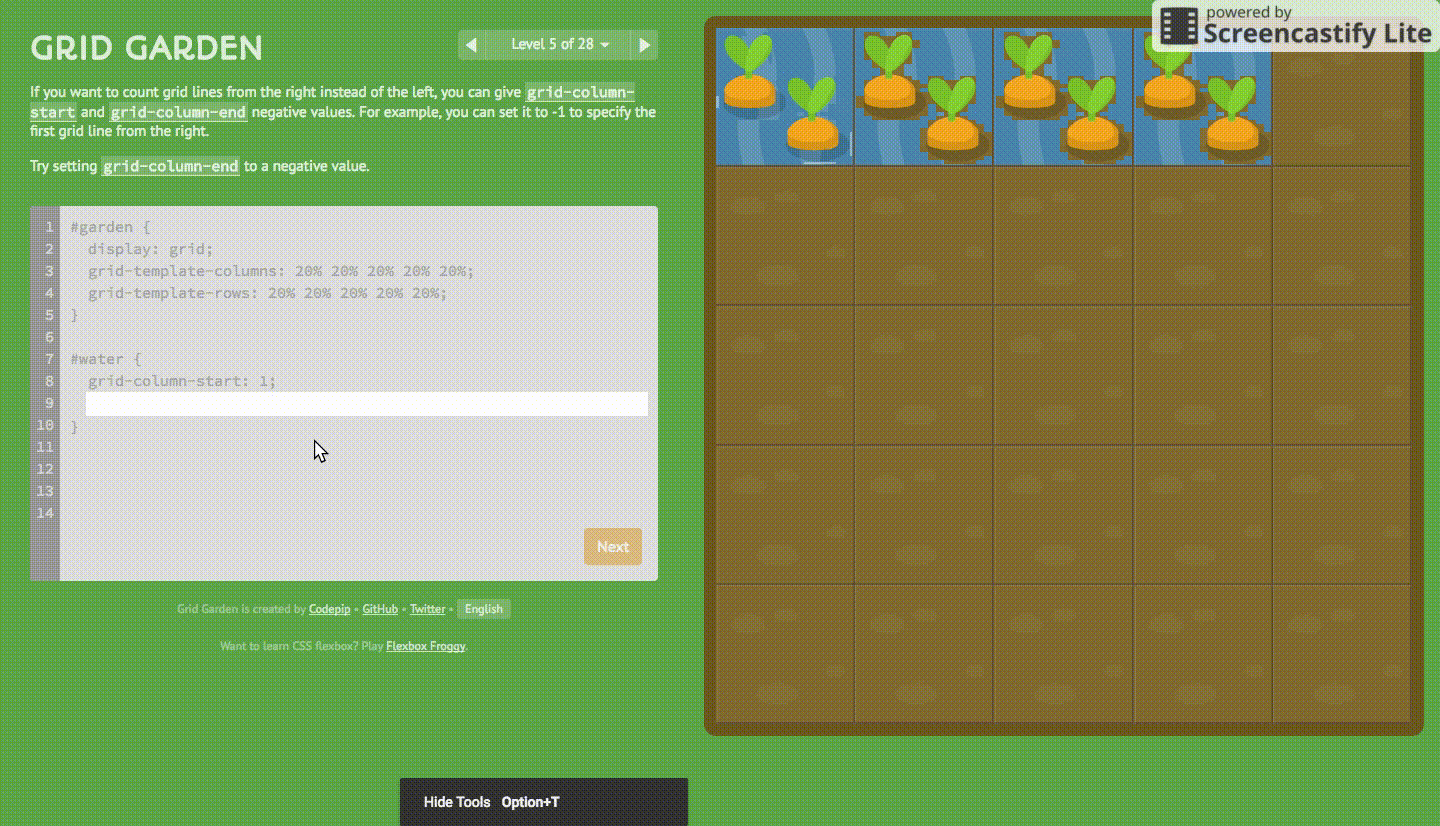 powered by
Screencastify Lite
GRID GARDEN
Level 5 of 28
If you want to count grid lines from the right instead of the left, you can give grid-column-
start and grid-column-end negative values. For example, you can set it to -1 to specify the
first grid line from the right.
Try setting grid-column-end to a negative value.
1 #garden {
2 display: grid;
3 grid-template-columns: 20% 20% 20% 20% 20%;
4 grid-template-rows: 20% 20% 20% 20% 20%;
5 }
6
7 #water {
8 grid-column-start: 1;
9
10 }
11
12
13
14
Next
Grid Garden is created by Codepip • GitHub • Twitter • English
Want to learn CSS flexbox? Play Flexbox Froggy.
Hide Tools Option+T